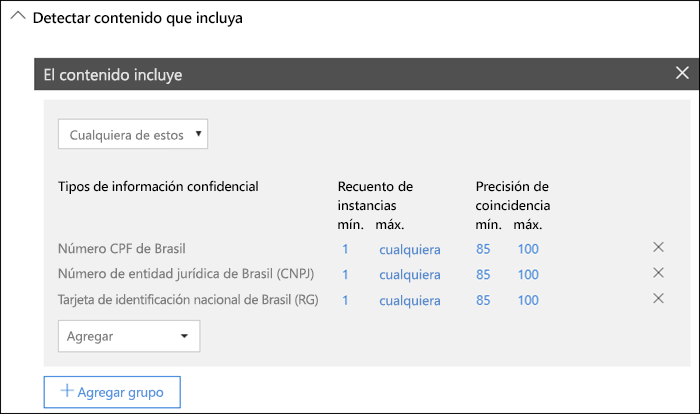 Detectar contenido que incluya
El contenido incluye
Cualquiera de estos
Tipos de información confidencial
Recuento de instancias
Precisión de coincidencia
mín. máx. mín. máx.
Número CPF de Brasil 1 cualquiera 85 100
Número de entidad jurídica de Brasil (CNPJ) 1 cualquiera 85 100
Tarjeta de identificación nacional de Brasil (RG) 1 cualquiera 85 100
Agregar
Agregar grupo